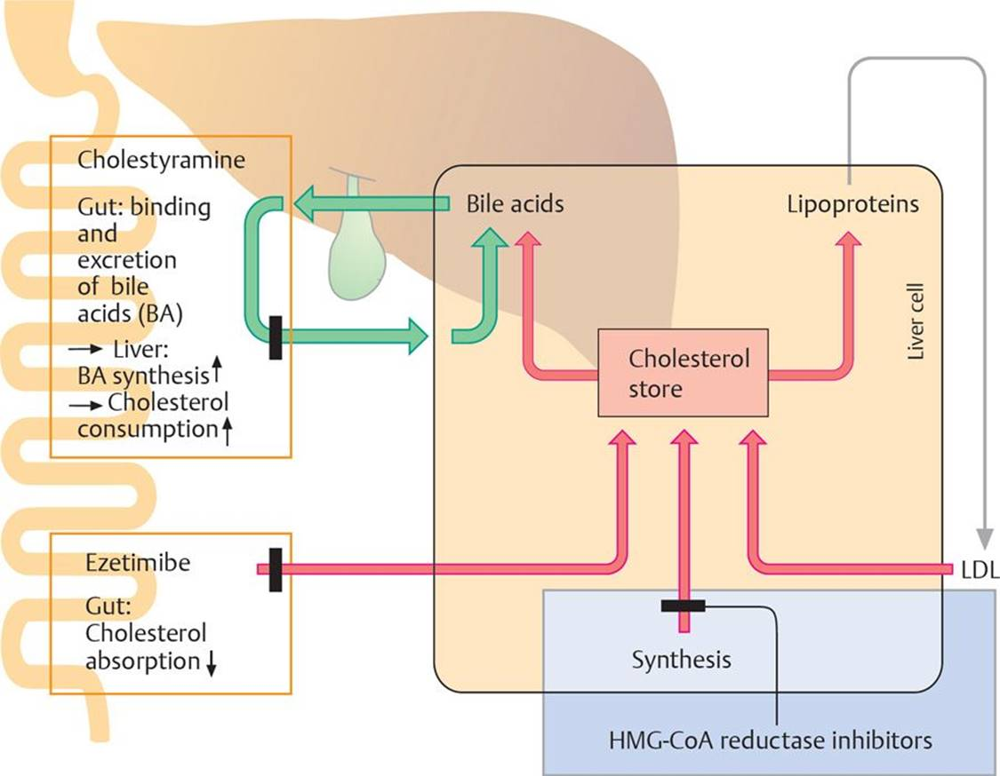 Cholestyramine
Gut: binding
and
excretion
of bile
acids (BA)
→ Liver:
BA synthesis↑
→ Cholesterol
consumption↑
Bile acids
Lipoproteins
Liver cell
Cholesterol
store
Ezetimibe
Gut:
Cholesterol
absorption↓
LDL
Synthesis
HMG-CoA reductase inhibitors